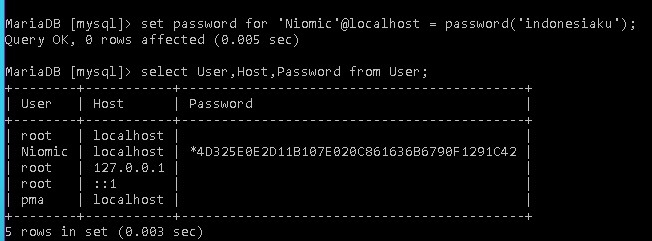 MariaDB [mysql]> set password for 'Niomic'@localhost = password('indonesiaku');
Query OK, 0 rows affected (0.005 sec)
MariaDB [mysql]> select User,Host,Password from User;
+--------+-----------+-------------------------------------------+
| User | Host | Password |
+--------+-----------+-------------------------------------------+
| root | localhost | |
| Niomic | localhost | *4D325E0E2D11B107E020C861636B6790F1291C42 |
| root | 127.0.0.1 | |
| root | ::1 | |
| pma | localhost | |
+--------+-----------+-------------------------------------------+
5 rows in set (0.003 sec)